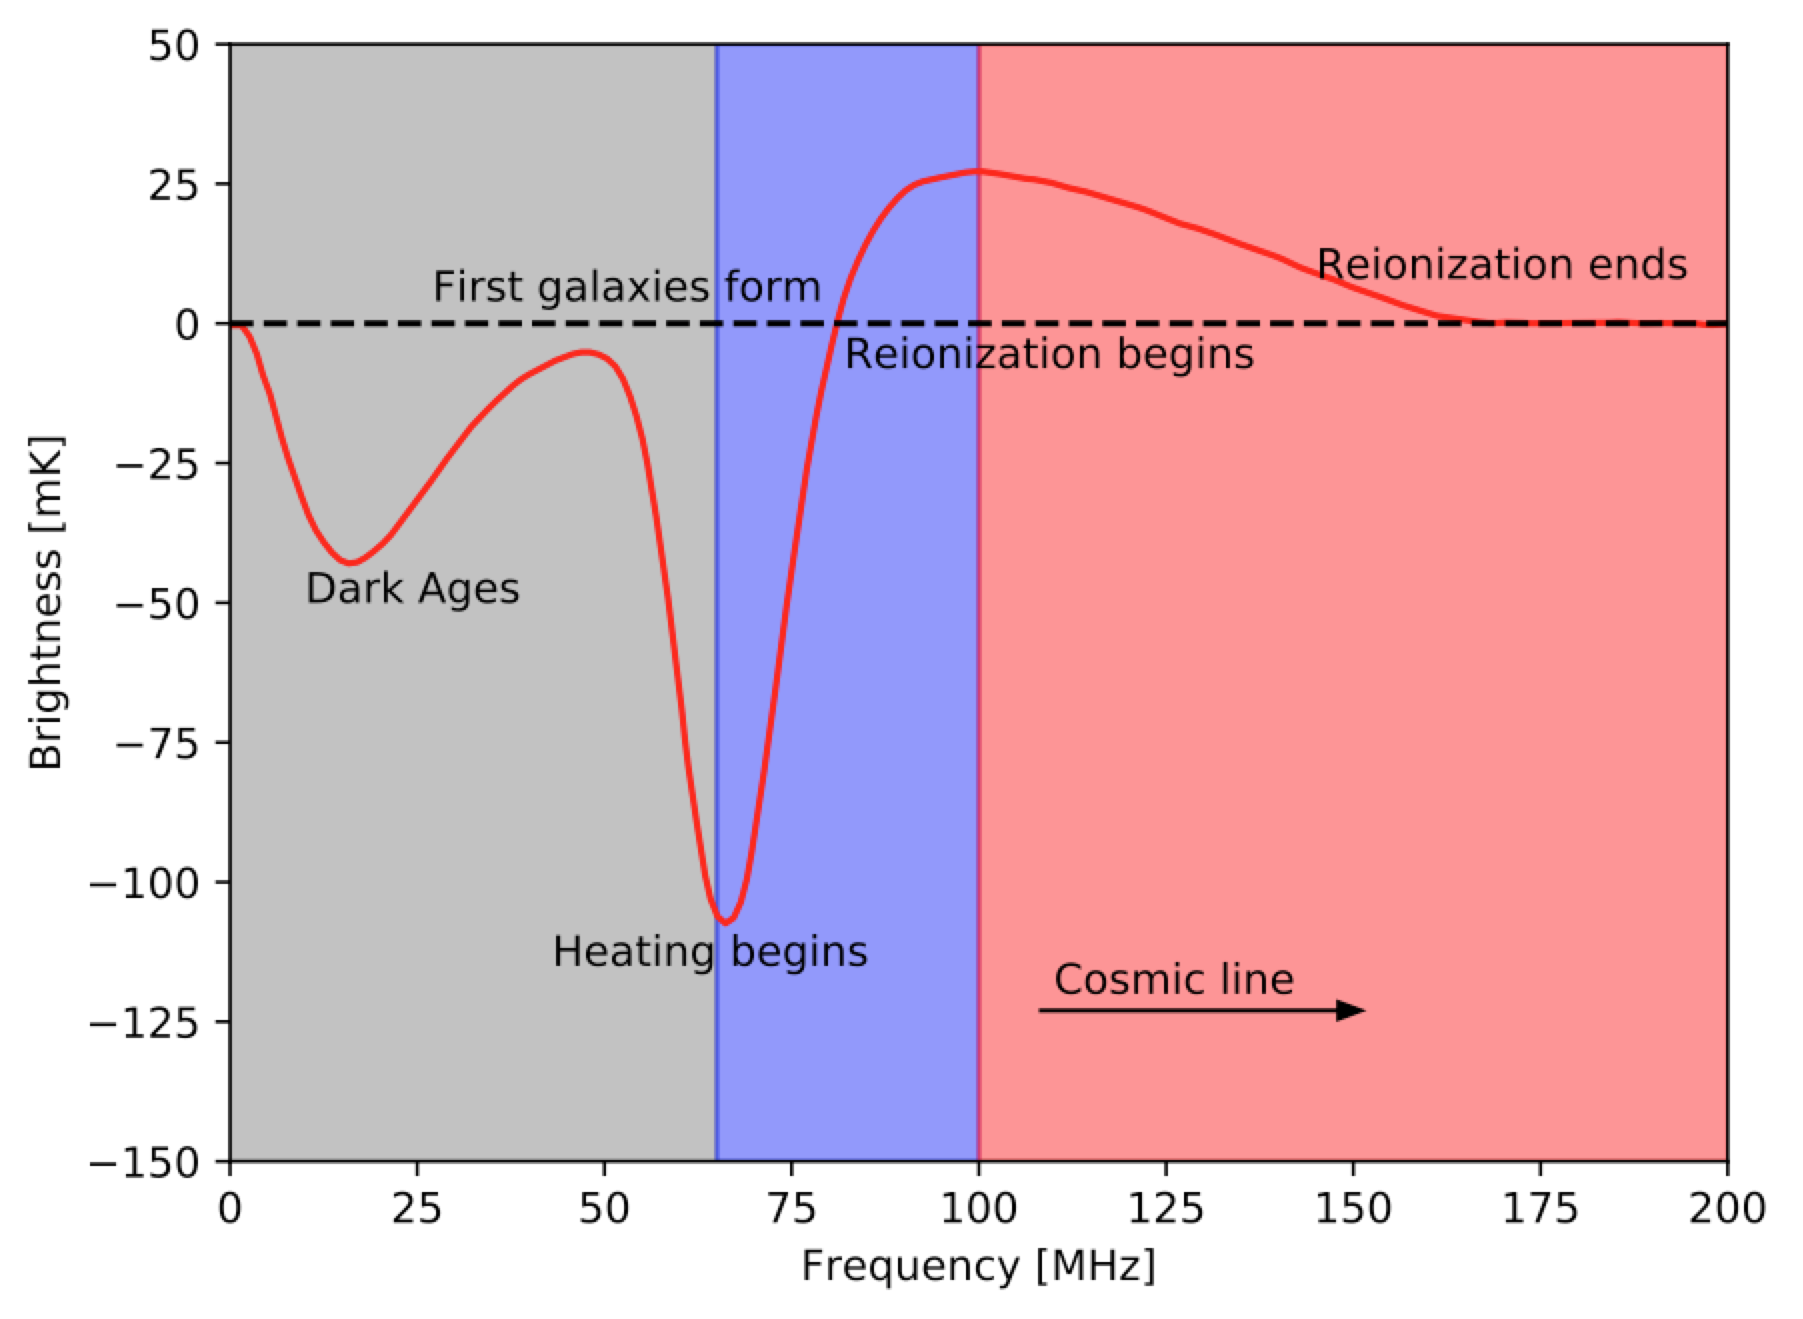 50
25
0
−25
−50
−75
−100
−125
−150
Brightness [mK]
First galaxies form
Reionization ends
Reionization begins
Dark Ages
Heating begins
Cosmic line
0 25 50 75 100 125 150 175 200
Frequency [MHz]